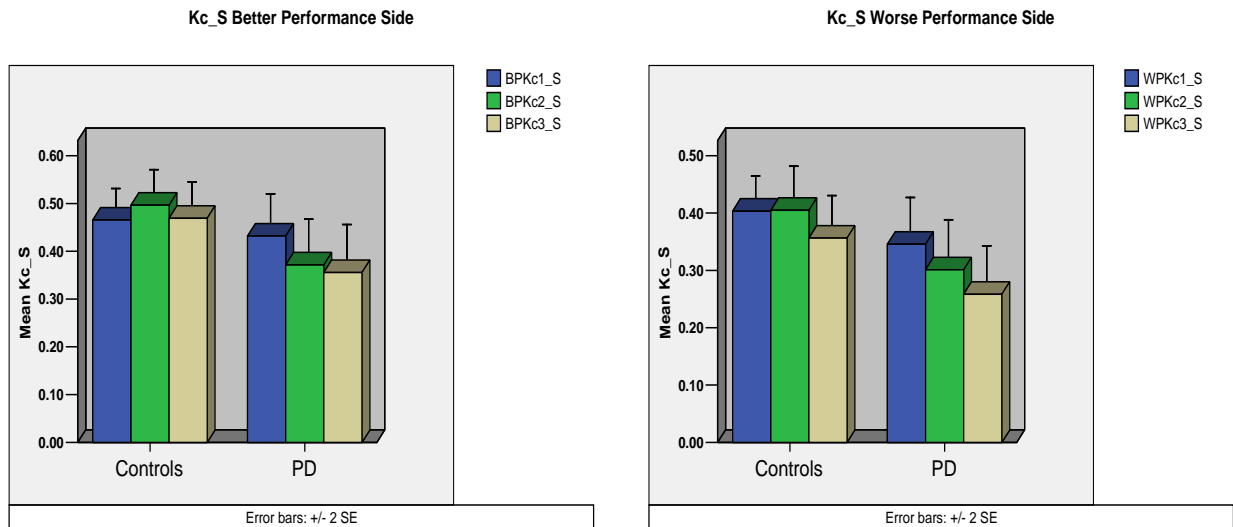 Kc_S Better Performance Side
BPKc1_S
BPKc2_S
BPKc3_S
Mean Kc_S
0.60
0.50
0.40
0.30
0.20
0.10
0.00
Controls
PD
Error bars: +/- 2 SE
Kc_S Worse Performance Side
WPKc1_S
WPKc2_S
WPKc3_S
Mean Kc_S
0.50
0.40
0.30
0.20
0.10
0.00
Controls
PD
Error bars: +/- 2 SE